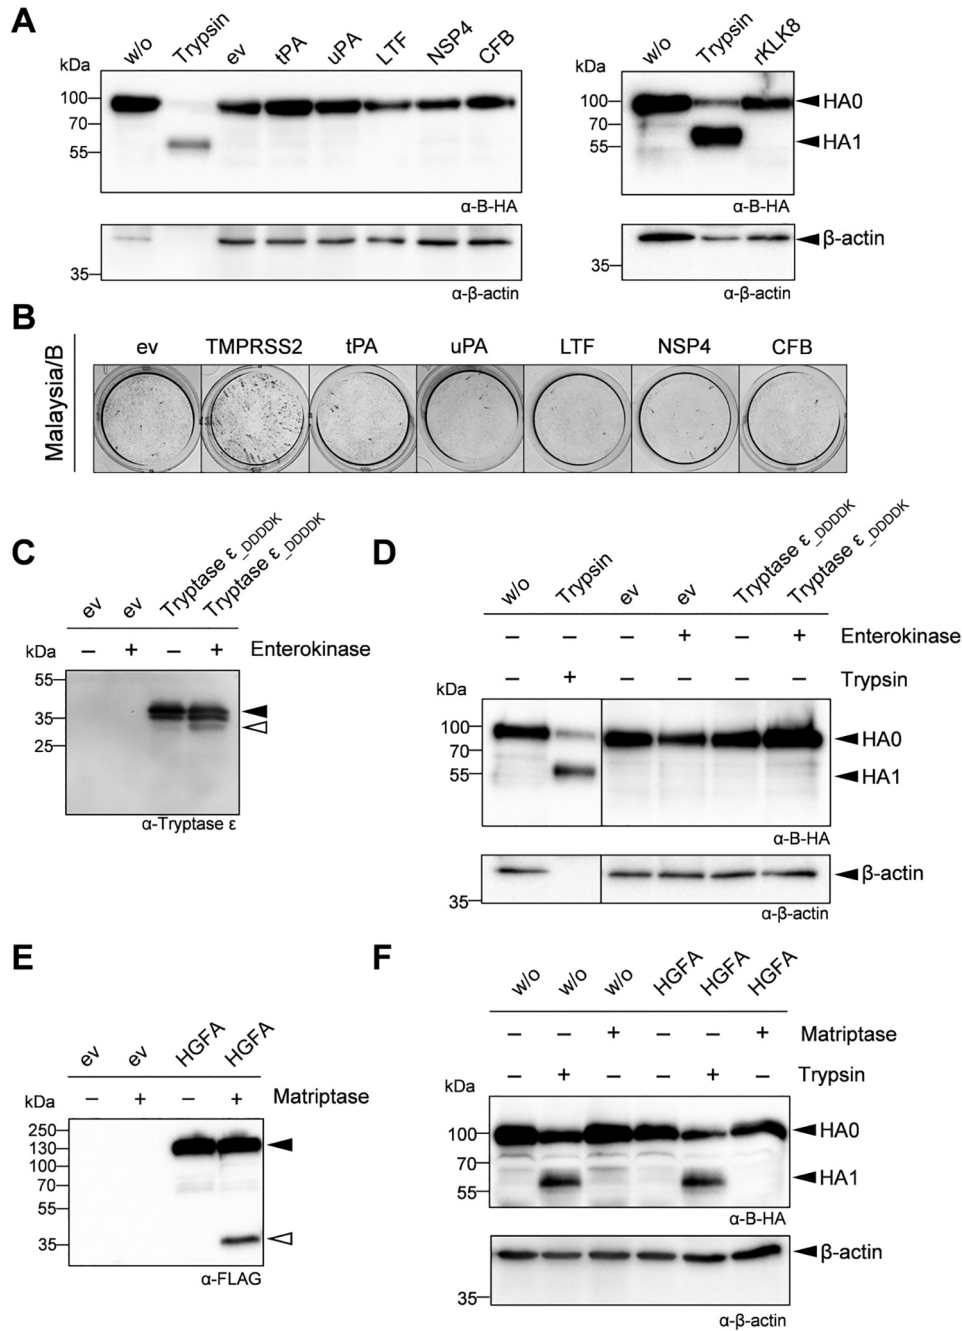 A
w/o Trypsin ev tPA uPA LTF NSP4 CFB
kDa
100
70
55
α-B-HA
35
α-β-actin
w/o Trypsin rKLK8
kDa
100
70
55
HA0
HA1
α-B-HA
β-actin
35
α-β-actin
B
Malaysia/B
ev TMPRSS2 tPA uPA LTF NSP4 CFB
C
ev ev Tryptase ε_DDDDK Tryptase ε_DDDDK
– + – + Enterokinase
kDa
55
35
25
α-Tryptase ε
D
w/o Trypsin ev ev Tryptase ε_DDDDK Tryptase ε_DDDDK
– – – + – + Enterokinase
– + – – – – Trypsin
kDa
100
70
55
HA0
HA1
α-B-HA
β-actin
35
α-β-actin
E
ev ev HGFA HGFA
– + – + Matriptase
kDa
250
130
100
70
55
35
α-FLAG
F
w/o w/o w/o HGFA HGFA HGFA
– – + – – + Matriptase
– + – – + – Trypsin
kDa
100
70
55
HA0
HA1
α-B-HA
β-actin
35
α-β-actin